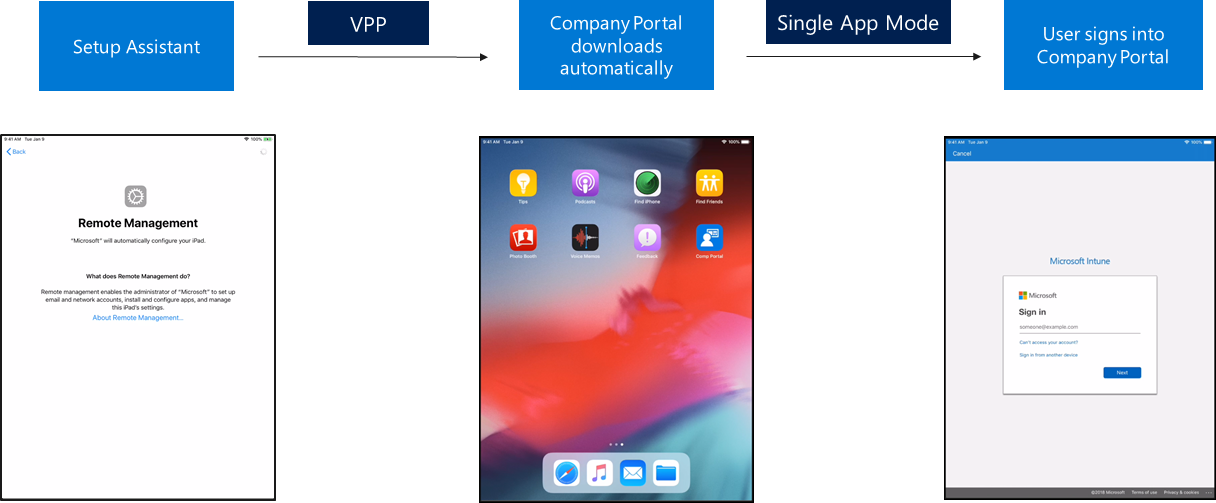 Setup Assistant
VPP
Company Portal
downloads
automatically
Single App Mode
User signs into
Company Portal
9:41 AM Tue Jan 9
100%
Back
Remote Management
"Microsoft" will automatically configure your iPad.
What does Remote Management do?
Remote management enables the administrator of "Microsoft" to set up
email and network accounts, install and configure apps, and manage
this iPad's settings.
About Remote Management...
9:41 AM Tue Jan 9
100%
Tips
Podcasts
Find iPhone
Find Friends
Photo Booth
Voice Memos
Feedback
Comp Portal
9:41 AM Tue Jan 9
100%
Cancel
Microsoft Intune
Microsoft
Sign in
someone@example.com
Can't access your account?
Sign in from another device
Next
©2018 Microsoft Terms of use Privacy & cookies ...